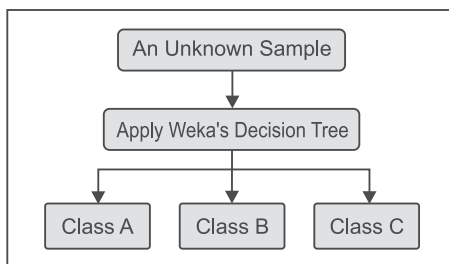 An Unknown Sample
Apply Weka's Decision Tree
Class A
Class B
Class C